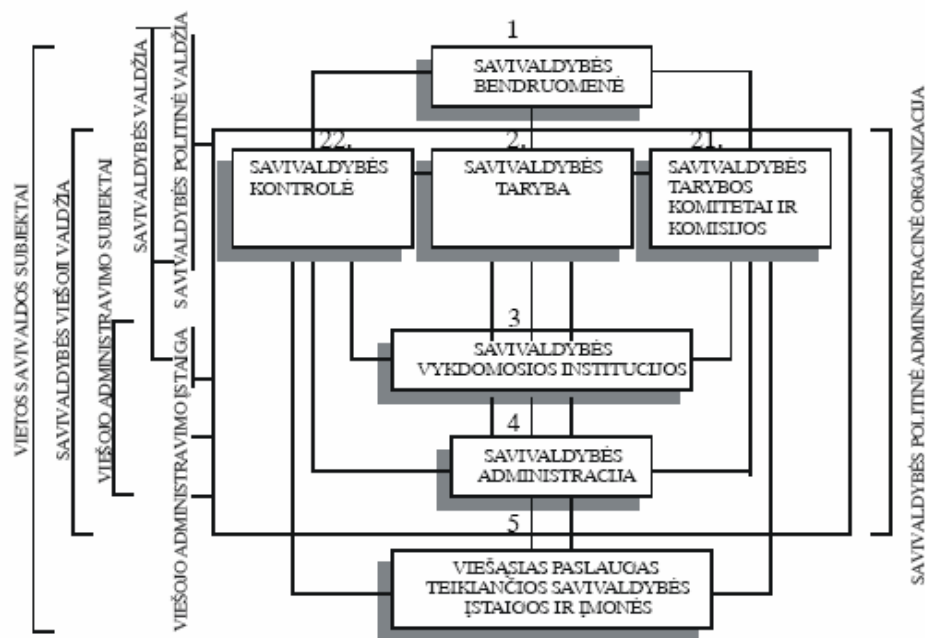 1
SAVIVALDYBĖS
BENDRUOMENĖ
22.
SAVIVALDYBĖS
KONTROLĖ
2.
SAVIVALDYBĖS
TARYBA
21.
SAVIVALDYBĖS
TARYBOS
KOMITETAI IR
KOMISIJOS
3
SAVIVALDYBĖS
VYKDOMOSIOS INSTITUCIJOS
4
SAVIVALDYBĖS
ADMINISTRACIJA
5
VIEŠĄSIAS PASLAUGAS
TEIKIANČIOS SAVIVALDYBĖS
ĮSTAIGOS IR ĮMONĖS
VIETOS SAVIVALDOS SUBJEKTAI
SAVIVALDYBĖS VIEŠOJI VALDŽIA
VIEŠOJO ADMINISTRAVIMO SUBJEKTAI
SAVIVALDYBĖS VALDŽIA
SAVIVALDYBĖS POLITINĖ VALDŽIA
VIEŠOJO ADMINISTRAVIMO ĮSTAIGA
SAVIVALDYBĖS POLITINĖ ADMINISTRACINĖ ORGANIZACIJA